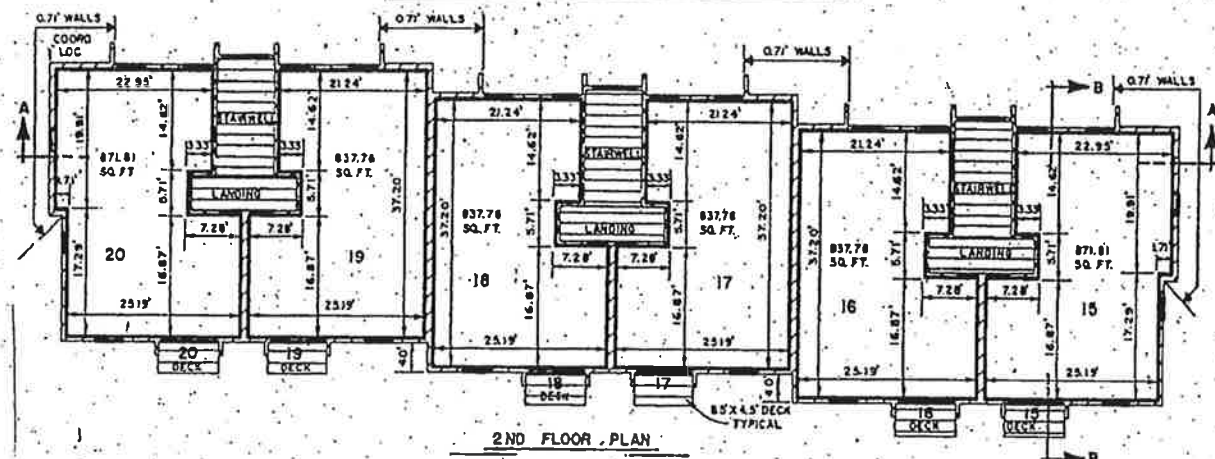 0.71' WALLS
COORD
LOC
0.71' WALLS
0.71' WALLS
0.71' WALLS
A
B
A
22.95'
STAIRWELL
21.24'
14.62'
14.62'
19.91'
3.33'
3.33'
871.81
SQ. FT
837.78
SQ. FT.
1.71'
5.71'
LANDING
5.71'
37.20'
7.28'
7.28'
20
19
17.29'
16.87'
16.87'
25.19'
25.19'
20
DECK
19
DECK
4.0'
21.24'
STAIRWELL
21.24'
14.62'
14.62'
3.33'
3.33'
37.20'
837.78
SQ. FT.
5.71'
LANDING
5.71'
837.78
SQ. FT.
37.20'
7.28'
7.28'
18
17
16.87'
16.87'
25.19'
25.19'
18
DECK
17
4.0'
8.5' X 4.5' DECK
TYPICAL
21.24'
STAIRWELL
22.95'
14.62'
14.62'
19.91'
3.33'
3.33'
37.20'
837.78
SQ. FT.
5.71'
LANDING
5.71'
871.81
SQ. FT.
1.71'
7.28'
7.28'
16
15
16.87'
16.87'
17.29'
25.19'
25.19'
16
DECK
15
DECK
B
2ND FLOOR PLAN